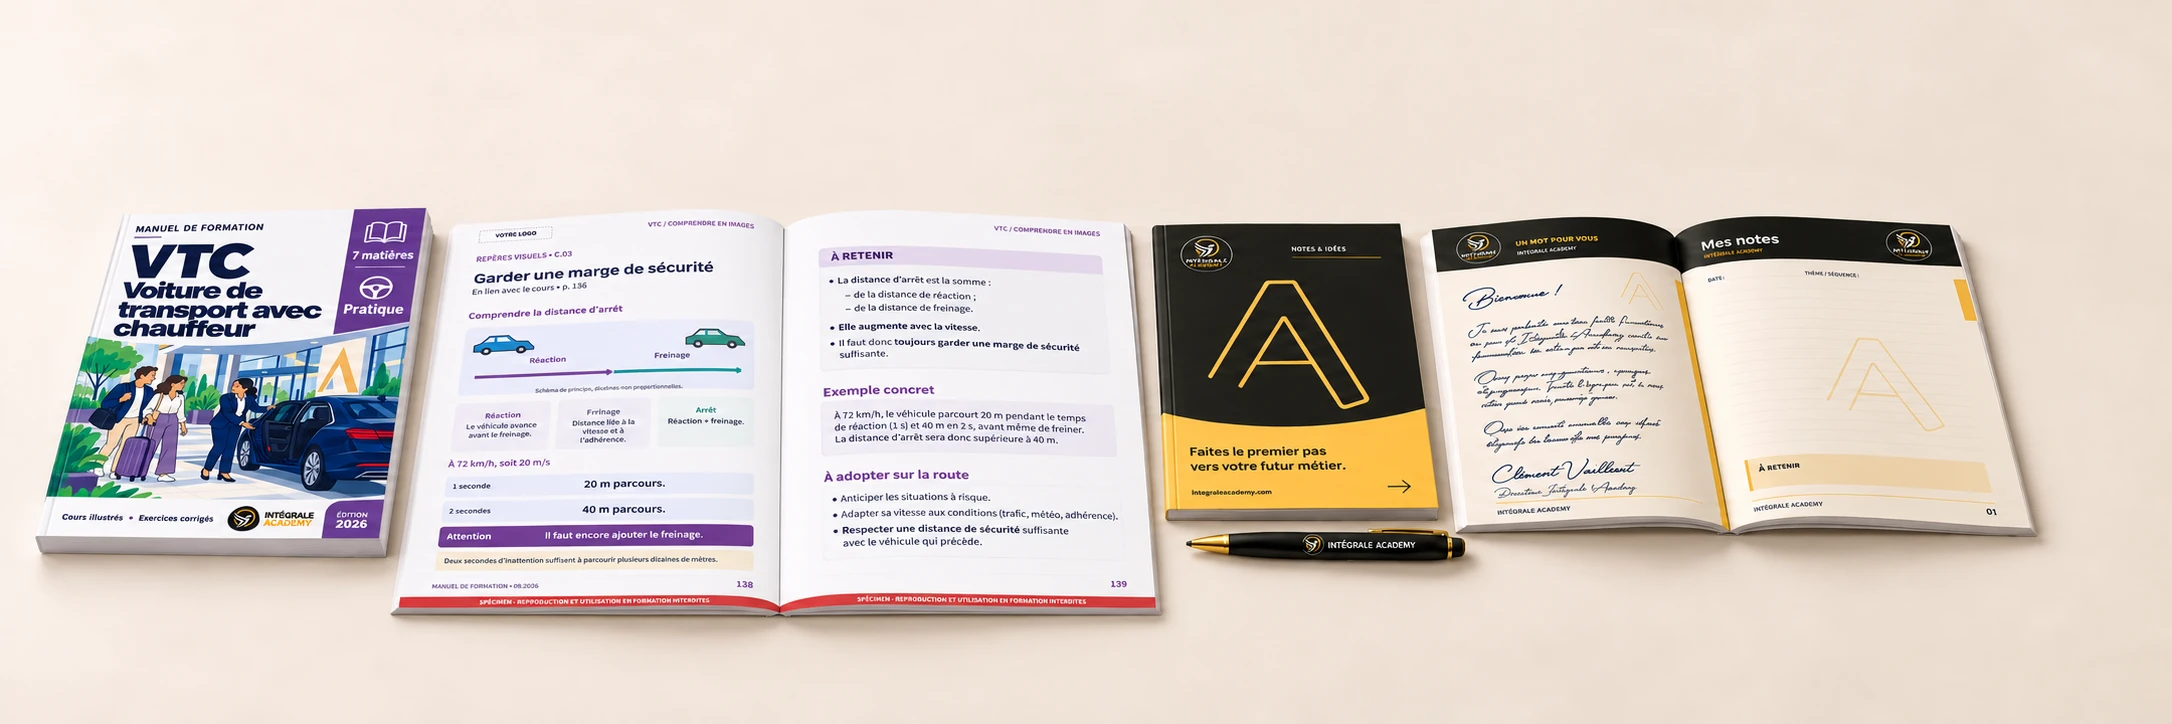 MANUEL DE FORMATION
VTC
Voiture de
transport avec
chauffeur
7 matières
Pratique
Cours illustrés • Exercices corrigés
INTÉGRALE
ACADEMY
ÉDITION
2026
VOTRE LOGO
VTC / COMPRENDRE EN IMAGES
REPÈRES VISUELS • C.03
Garder une marge de sécurité
En lien avec le cours • p. 136
Comprendre la distance d'arrêt
Réaction
Freinage
Schéma de principe, distances non proportionnelles.
Réaction
Le véhicule avance
avant le freinage.
Frrinage
Distance liée à la
vitesse et à
l'adhérence.
Arrêt
Réaction + freinage.
À 72 km/h, soit 20 m/s
1 seconde
20 m parcours.
2 secondes
40 m parcours.
Attention
Il faut encore ajouter le freinage.
Deux secondes d'inattention suffisent à parcourir plusieurs dizaines de mètres.
MANUEL DE FORMATION • 09.2026
138
SPÉCIMEN - REPRODUCTION ET UTILISATION EN FORMATION INTERDITES
VTC / COMPRENDRE EN IMAGES
À RETENIR
• La distance d'arrêt est la somme :
– de la distance de réaction ;
– de la distance de freinage.
• Elle augmente avec la vitesse.
• Il faut donc toujours garder une marge de sécurité
suffisante.
Exemple concret
À 72 km/h, le véhicule parcourt 20 m pendant le temps
de réaction (1 s) et 40 m en 2 s, avant même de freiner.
La distance d'arrêt sera donc supérieure à 40 m.
À adopter sur la route
• Anticiper les situations à risque.
• Adapter sa vitesse aux conditions (trafic, météo, adhérence).
• Respecter une distance de sécurité suffisante
avec le véhicule qui précède.
139
SPÉCIMEN - REPRODUCTION ET UTILISATION EN FORMATION INTERDITES
NOTES & IDÉES
Faites le premier pas
vers votre futur métier.
integraleacademy.com
INTÉGRALE ACADEMY
UN MOT POUR VOUS
INTÉGRALE ACADEMY
Bienvenue !
Clément Vaillent
INTÉGRALE ACADEMY
Mes notes
INTÉGRALE ACADEMY
DATE :
THÈME / SÉQUENCE :
À RETENIR
INTÉGRALE ACADEMY
01